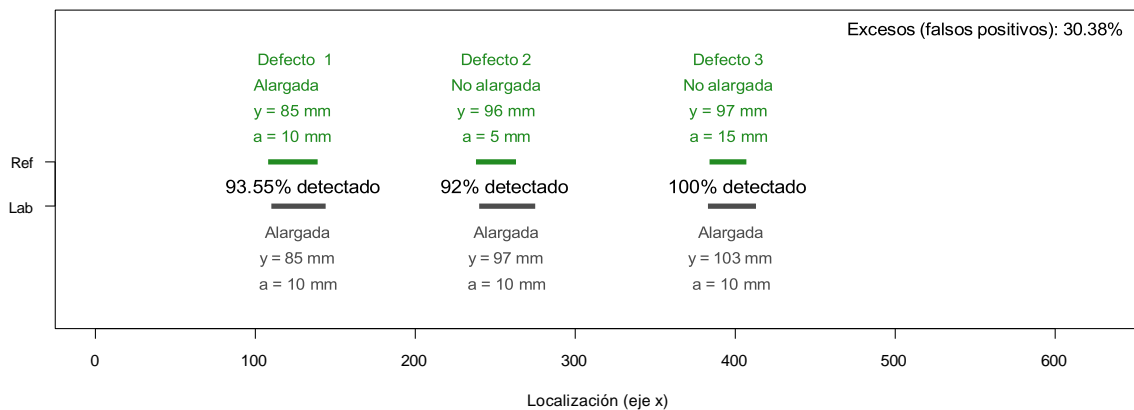 Excesos (falsos positivos): 30.38%
Defecto 1
Alargada
y = 85 mm
a = 10 mm
Defecto 2
No alargada
y = 96 mm
a = 5 mm
Defecto 3
No alargada
y = 97 mm
a = 15 mm
Ref
93.55% detectado
92% detectado
100% detectado
Lab
Alargada
y = 85 mm
a = 10 mm
Alargada
y = 97 mm
a = 10 mm
Alargada
y = 103 mm
a = 10 mm
0 100 200 300 400 500 600
Localización (eje x)